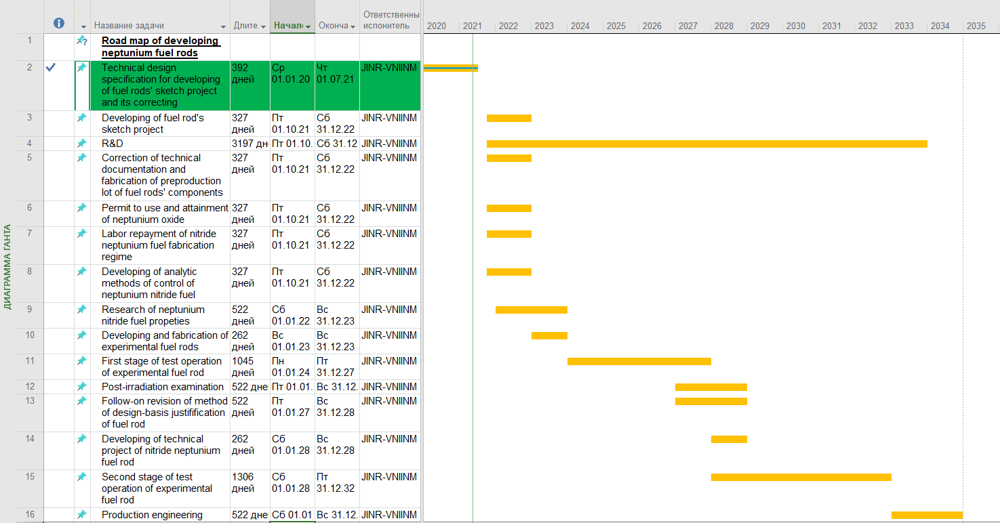 Ответственны
Название задачи Длите. Начало Оконча испонитель 2020 2021 2022 2023 2024 2025 2026 2027 2028 2029 2030 2031 2032 2033 2034 2035
ДИАГРАММА ГАНТА
1 Road map of developing
neptunium fuel rods
2 Technical design 392 Ср Чт JINR-VNIINM
specification for developing дней 01.01.20 01.07.21
of fuel rods' sketch project
and its correcting
3 Developing of fuel rod's 327 Пт Сб JINR-VNIINM
sketch project дней 01.10.21 31.12.22
4 R&D 3197 дн Пт 01.10. Сб 31.12 JINR-VNIINM
5 Correction of technical 327 Пт Сб JINR-VNIINM
documentation and дней 01.10.21 31.12.22
fabrication of preproduction
lot of fuel rods' components
6 Permit to use and attainment 327 Пт Сб JINR-VNIINM
of neptunium oxide дней 01.10.21 31.12.22
7 Labor repayment of nitride 327 Пт Сб JINR-VNIINM
neptunium fuel fabrication дней 01.10.21 31.12.22
regime
8 Developing of analytic 327 Пт Сб JINR-VNIINM
methods of control of дней 01.10.21 31.12.22
neptunium nitride fuel
9 Research of neptunium 522 Сб Вс JINR-VNIINM
nitride fuel propeties дней 01.01.22 31.12.23
10 Developing and fabrication of 262 Вс Вс JINR-VNIINM
experimental fuel rods дней 01.01.23 31.12.23
11 First stage of test operation 1045 Пн Пт JINR-VNIINM
of experimental fuel rod дней 01.01.24 31.12.27
12 Post-irradiation examination 522 дне Пт 01.01. Вс 31.12. JINR-VNIINM
13 Follow-on revision of method 522 Пт Вс JINR-VNIINM
of design-basis justifification дней 01.01.27 31.12.28
of fuel rod
14 Developing of technical 262 Сб Вс JINR-VNIINM
project of nitride neptunium дней 01.01.28 31.12.28
fuel rod
15 Second stage of test 1306 Сб Пт JINR-VNIINM
operation of experimental дней 01.01.28 31.12.32
fuel rod
16 Production engineering 522 дне Сб 01.01 Вс 31.12. JINR-VNIINM